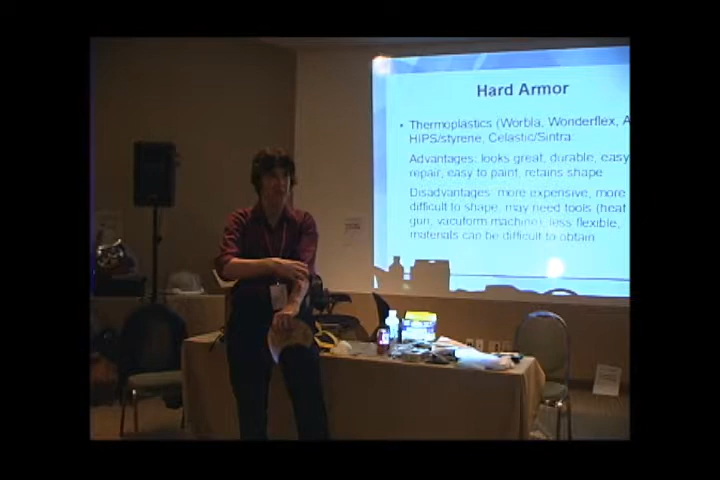 Hard Armor
• Thermoplastics (Worbla, Wonderflex, A
HIPS/styrene, Celastic/Sintra:
Advantages: looks great, durable, easy
repair, easy to paint, retains shape
Disadvantages: more expensive, more
difficult to shape, may need tools (heat
gun, vacuform machine), less flexible,
materials can be difficult to obtain